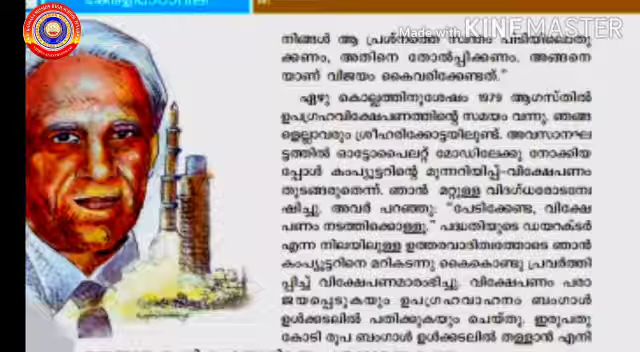 Made with KINEMASTER
നിങ്ങൾ ആ പ്രശ്നത്തെ സ്വന്തം പിടിയിലൊതു
ക്കണം, അതിനെ തോൽപ്പിക്കണം. അങ്ങനെ
യാണ് വിജയം കൈവരിക്കേണ്ടത്."
ഏഴു കൊല്ലത്തിനുശേഷം 1979 ആഗസ്തിൽ
ഉപഗ്രഹവിക്ഷേപണത്തിന്റെ സമയം വന്നു. ഞങ്ങ
ളെല്ലാവരും ശ്രീഹരിക്കോട്ടയിലുണ്ട്. അവസാനഘ
ട്ടത്തിൽ ഓട്ടോപൈലറ്റ് മോഡിലേക്കു നോക്കിയ
പ്പോൾ കംപ്യൂട്ടറിന്റെ മുന്നറിയിപ്പ്-വിക്ഷേപണം
തുടങ്ങരുതെന്ന്. ഞാൻ മറ്റുള്ള വിദഗ്ധരോടന്വേ
ഷിച്ചു. അവർ പറഞ്ഞു: "പേടിക്കേണ്ട, വിക്ഷേ
പണം നടത്തിക്കൊള്ളൂ." പദ്ധതിയുടെ ഡയറക്ടർ
എന്ന നിലയിലുള്ള ഉത്തരവാദിത്വത്തോടെ ഞാൻ
കംപ്യൂട്ടറിനെ മറികടന്നു കൈകൊണ്ടു പ്രവർത്തി
പ്പിച്ച് വിക്ഷേപണമാരംഭിച്ചു. വിക്ഷേപണം പരാ
ജയപ്പെടുകയും ഉപഗ്രഹവാഹനം ബംഗാൾ
ഉൾക്കടലിൽ പതിക്കുകയും ചെയ്തു. ഇരുപതു
കോടി രൂപ ബംഗാൾ ഉൾക്കടലിൽ തള്ളാൻ എനി